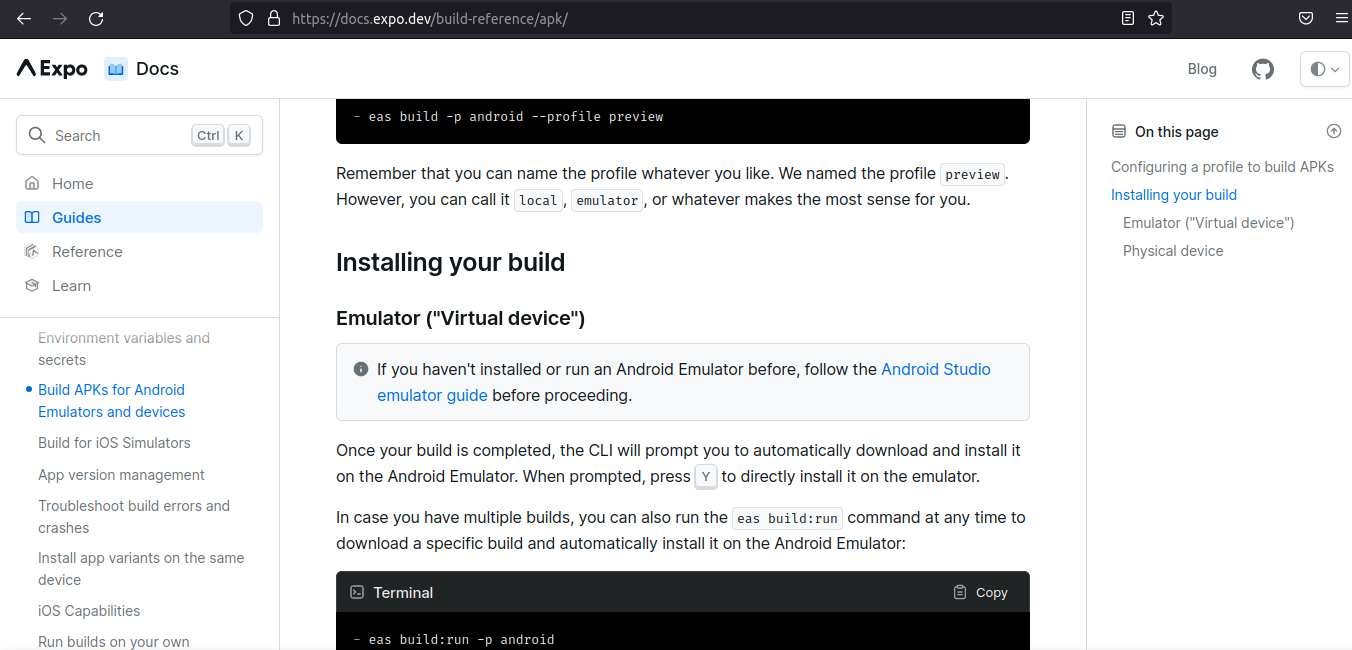 https://docs.expo.dev/build-reference/apk/
Expo Docs
Blog
Search Ctrl K
Home
Guides
Reference
Learn
Environment variables and
secrets
Build APKs for Android
Emulators and devices
Build for iOS Simulators
App version management
Troubleshoot build errors and
crashes
Install app variants on the same
device
iOS Capabilities
Run builds on your own
- eas build -p android --profile preview
Remember that you can name the profile whatever you like. We named the profile preview.
However, you can call it local, emulator, or whatever makes the most sense for you.
Installing your build
Emulator ("Virtual device")
If you haven't installed or run an Android Emulator before, follow the Android Studio
emulator guide before proceeding.
Once your build is completed, the CLI will prompt you to automatically download and install it
on the Android Emulator. When prompted, press Y to directly install it on the emulator.
In case you have multiple builds, you can also run the eas build:run command at any time to
download a specific build and automatically install it on the Android Emulator:
Terminal Copy
- eas build:run -p android
On this page
Configuring a profile to build APKs
Installing your build
Emulator ("Virtual device")
Physical device